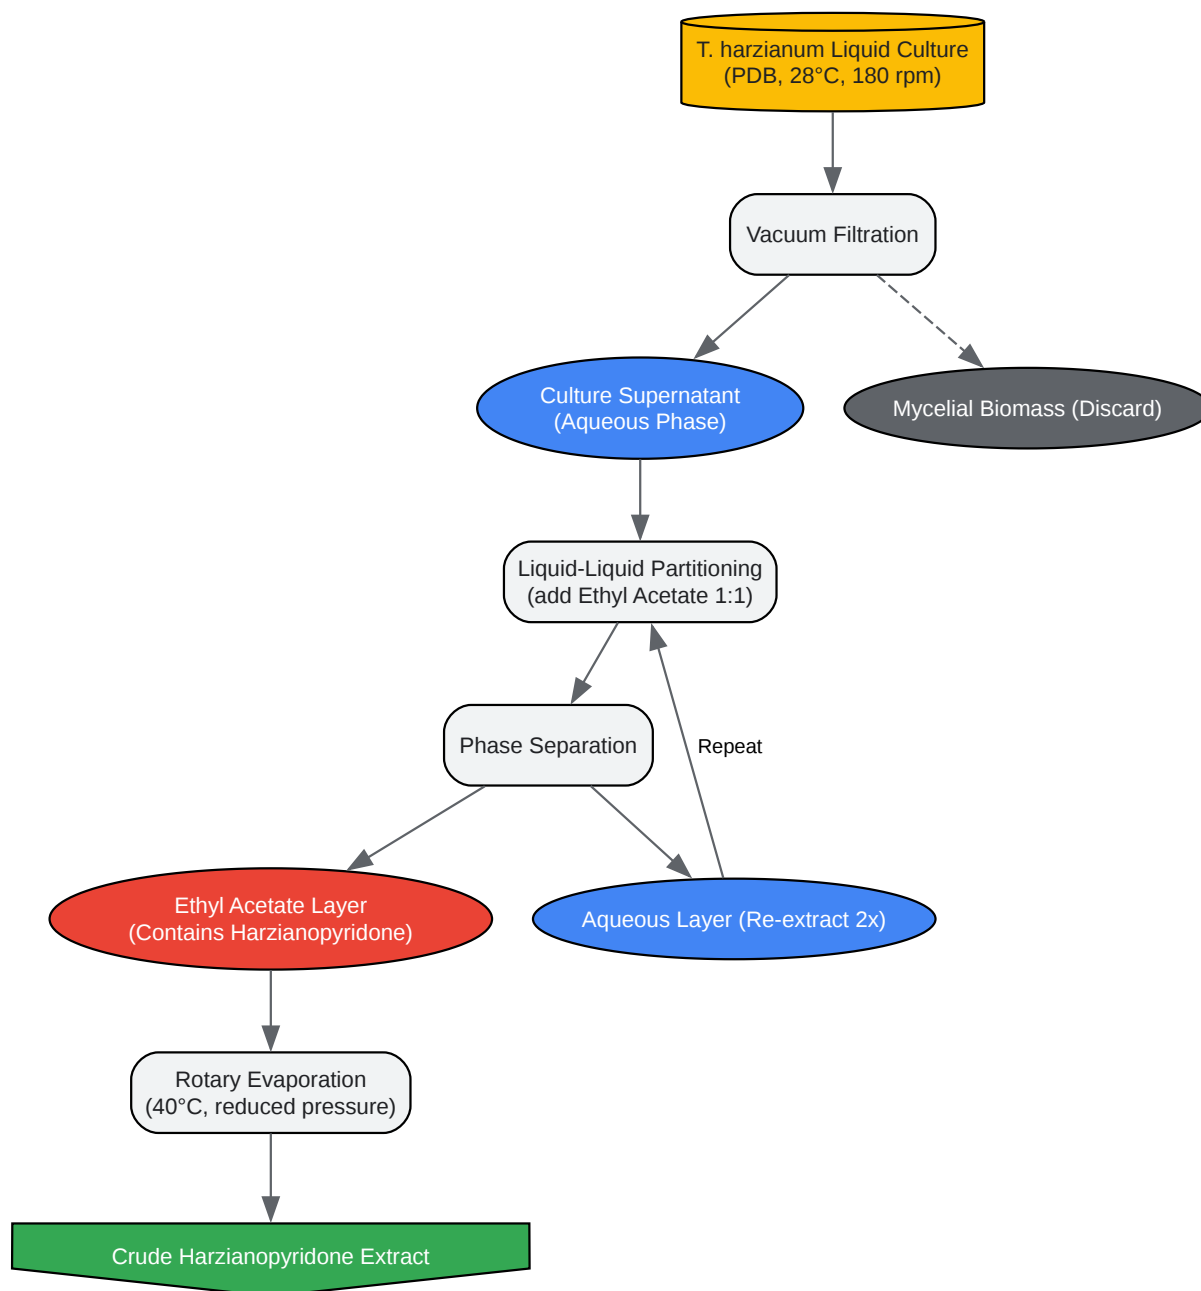 T. harzianum Liquid Culture
(PDB, 28°C, 180 rpm)
Vacuum Filtration
Culture Supernatant
(Aqueous Phase)
Mycelial Biomass (Discard)
Liquid-Liquid Partitioning
(add Ethyl Acetate 1:1)
Phase Separation
Repeat
Ethyl Acetate Layer
(Contains Harzianopyridone)
Aqueous Layer (Re-extract 2x)
Rotary Evaporation
(40°C, reduced pressure)
Crude Harzianopyridone Extract